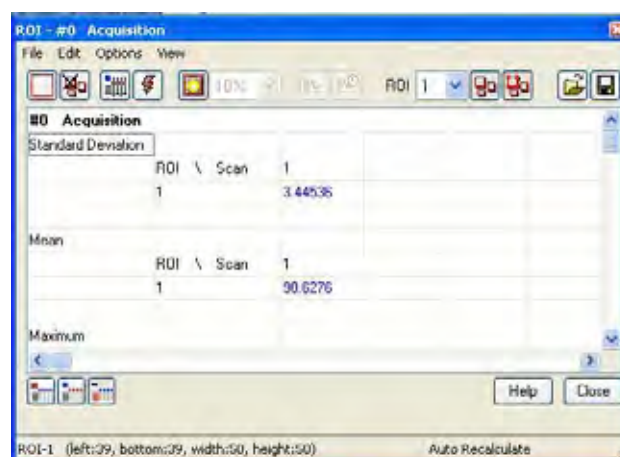 ROI - #0 Acquisition
File Edit Options View
10% ROI 1
#0 Acquisition
Standard Deviation
ROI \ Scan 1
1 3.44536
Mean
ROI \ Scan 1
1 90.6276
Maximum
Help Close
ROI-1 (left:39, bottom:39, width:50, height:50) Auto Recalculate